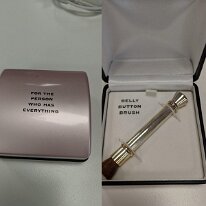 FOR THE
PERSON
WHO HAS
EVERYTHING
BELLY
BUTTON
BRUSH